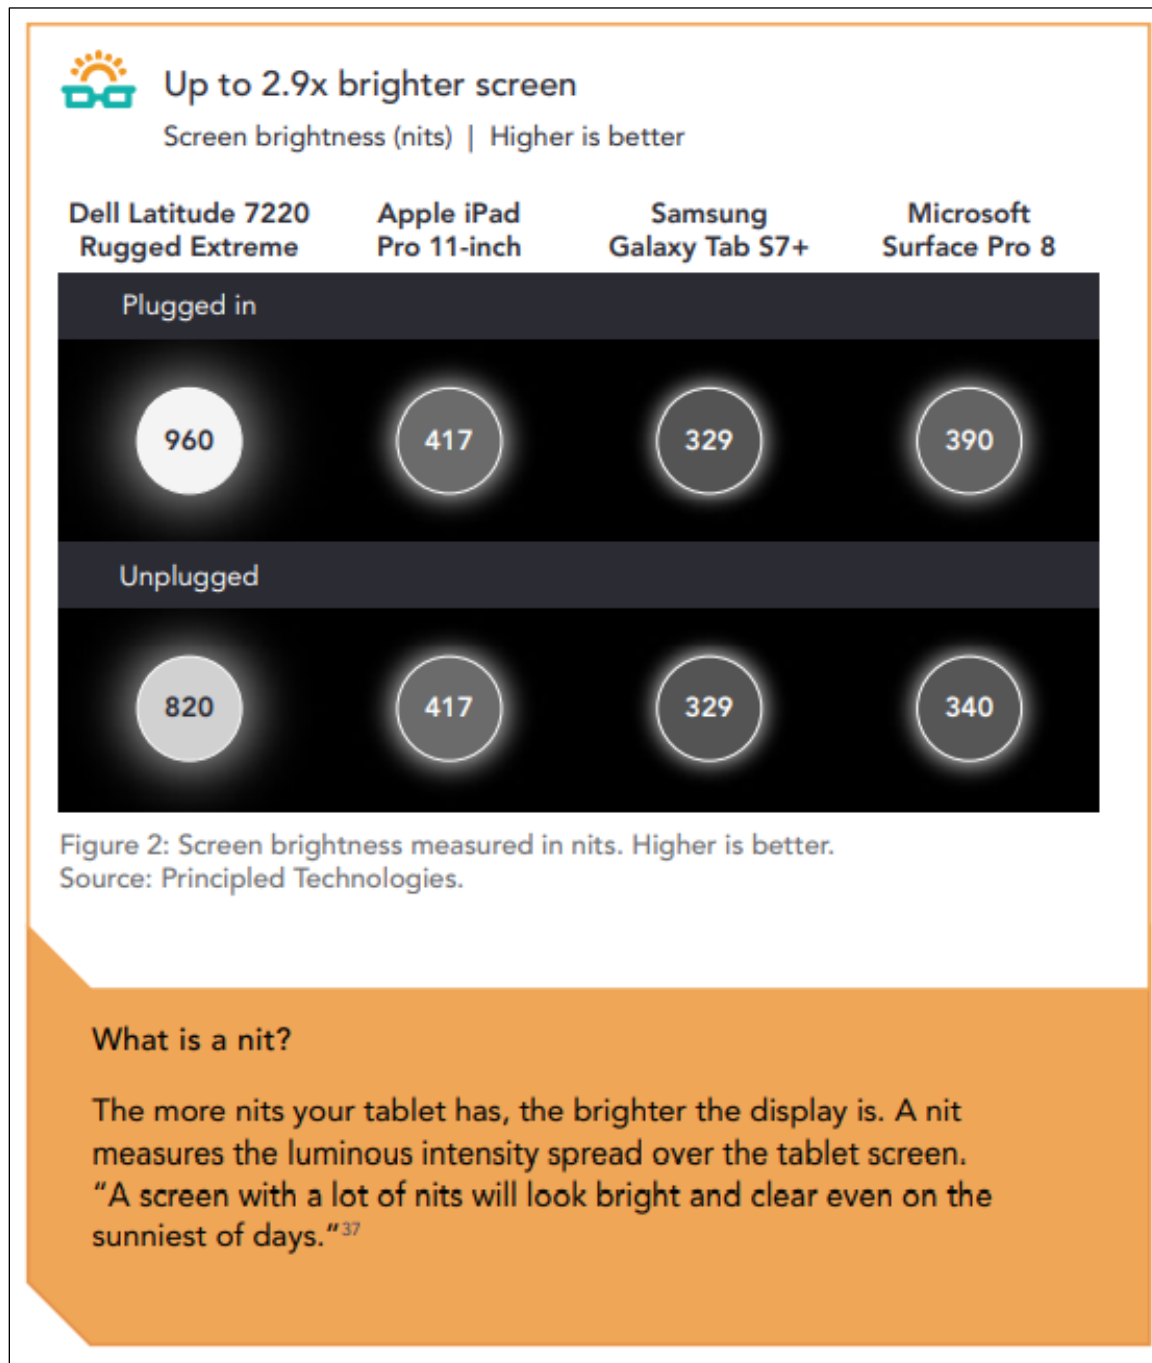 Up to 2.9x brighter screen
Screen brightness (nits) | Higher is better
Dell Latitude 7220 Rugged Extreme
Apple iPad Pro 11-inch
Samsung Galaxy Tab S7+
Microsoft Surface Pro 8
Plugged in
960 417 329 390
Unplugged
820 417 329 340
Figure 2: Screen brightness measured in nits. Higher is better.
Source: Principled Technologies.
What is a nit?
The more nits your tablet has, the brighter the display is. A nit
measures the luminous intensity spread over the tablet screen.
“A screen with a lot of nits will look bright and clear even on the
sunniest of days.”37